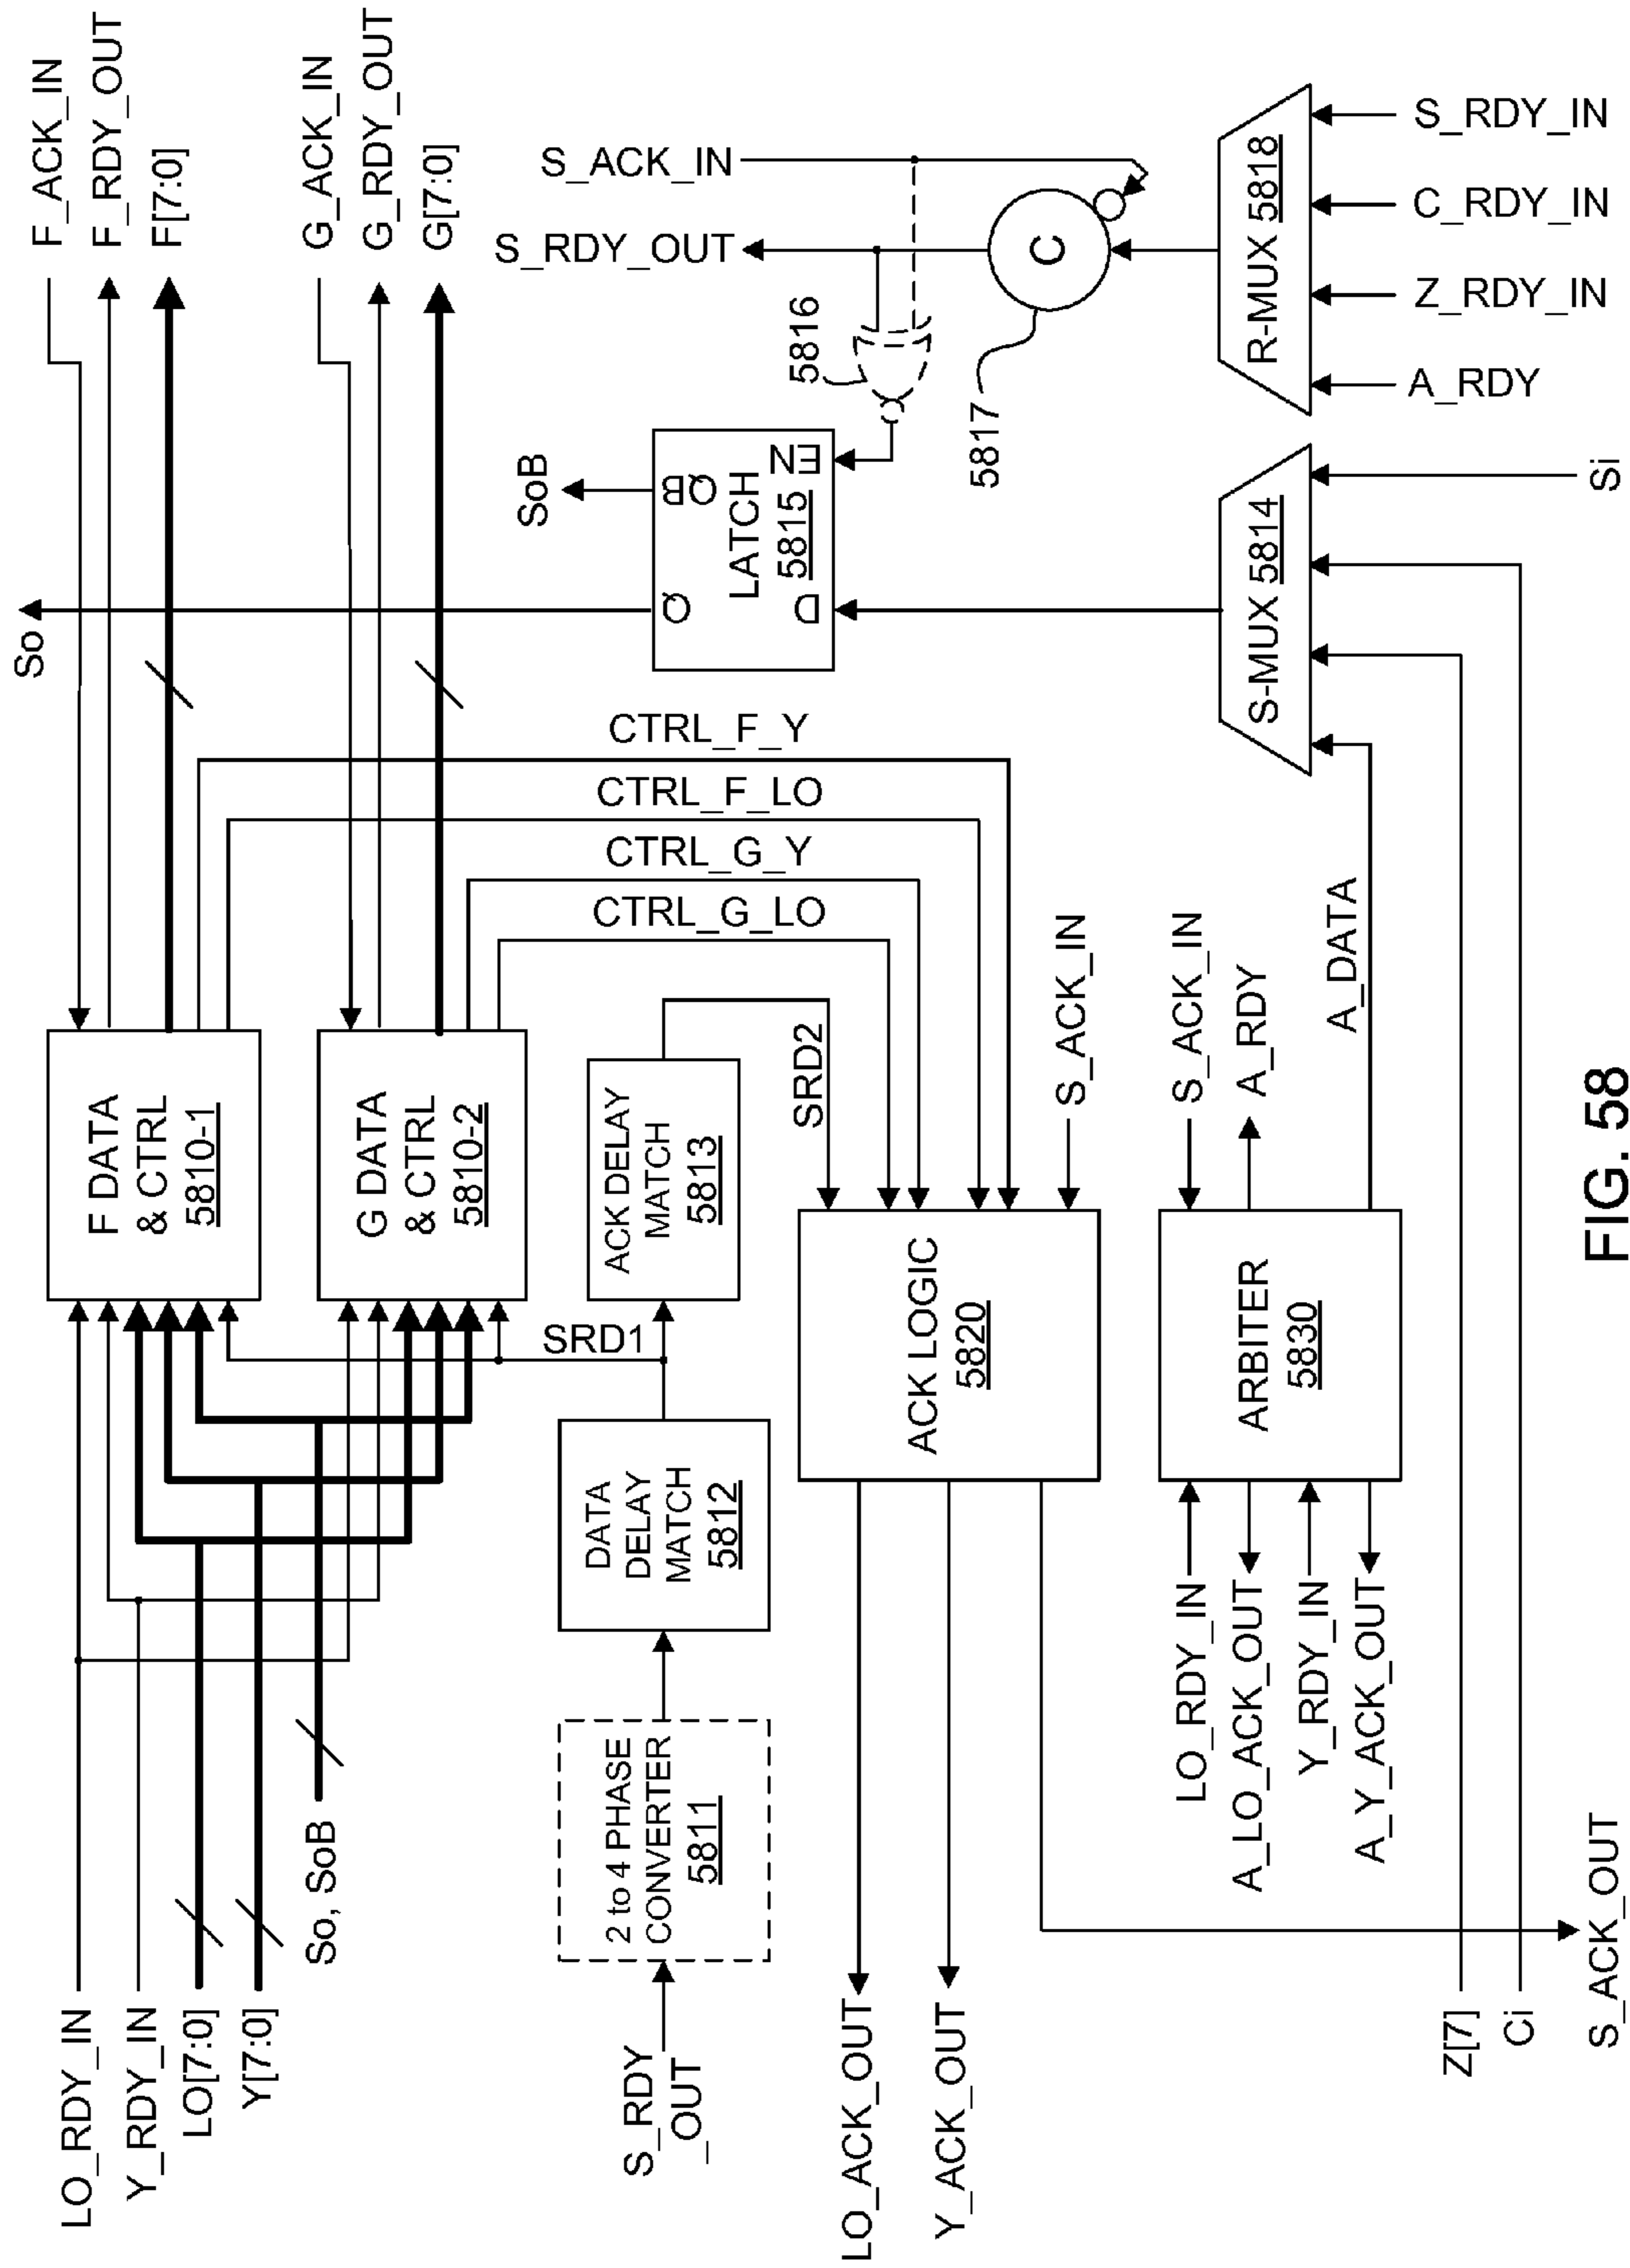 F_ACK_IN
F_RDY_OUT
F[7:0]
G_ACK_IN
G_RDY_OUT
G[7:0]
So
SoB
S_ACK_IN
S_RDY_OUT
5816
5817
C
Q
QB
LATCH
5815
D
EN
S-MUX 5814
R-MUX 5818
A_RDY
Z_RDY_IN
C_RDY_IN
S_RDY_IN
Si
CTRL_F_Y
CTRL_F_LO
CTRL_G_Y
CTRL_G_LO
F DATA
& CTRL
5810-1
G DATA
& CTRL
5810-2
SRD1
ACK DELAY
MATCH
5813
SRD2
DATA
DELAY
MATCH
5812
2 to 4 PHASE
CONVERTER
5811
S_RDY
_OUT
LO_RDY_IN
Y_RDY_IN
LO[7:0]
Y[7:0]
So, SoB
ACK LOGIC
5820
S_ACK_IN
LO_ACK_OUT
Y_ACK_OUT
ARBITER
5830
S_ACK_IN
A_RDY
A_DATA
LO_RDY_IN
A_LO_ACK_OUT
Y_RDY_IN
A_Y_ACK_OUT
Z[7]
Ci
S_ACK_OUT
FIG. 58